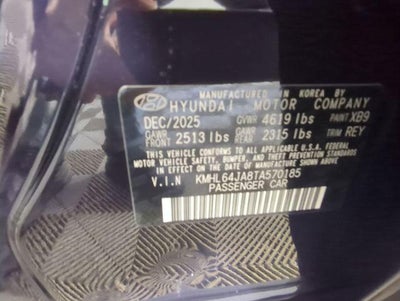 MANUFACTURED IN KOREA BY
HYUNDAI MOTOR COMPANY
DEC/2025 GVWR 4619 lbs PAINT XB9
GAWR FRONT 2513 lbs GAWR REAR 2315 lbs TRIM REY
THIS VEHICLE CONFORMS TO ALL APPLICABLE FEDERAL
MOTOR VEHICLE SAFETY, BUMPER, AND THEFT PREVENTION
STANDARDS IN EFFECT ON THE DATE OF MANUFACTURE SHOWN ABOVE.
V.I.N KMHL64JA8TA570185
PASSENGER CAR